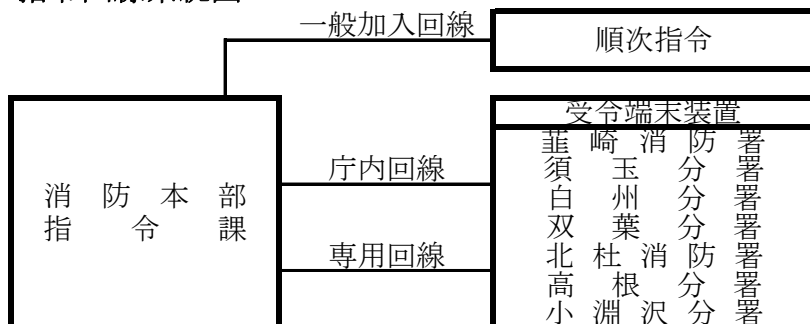 一般加入回線
順次指令
受令端末装置
韮崎消防署
須玉分署
白州分署
双葉分署
北杜消防署
高根分署
小淵沢分署
庁内回線
専用回線
消防本部
指令課